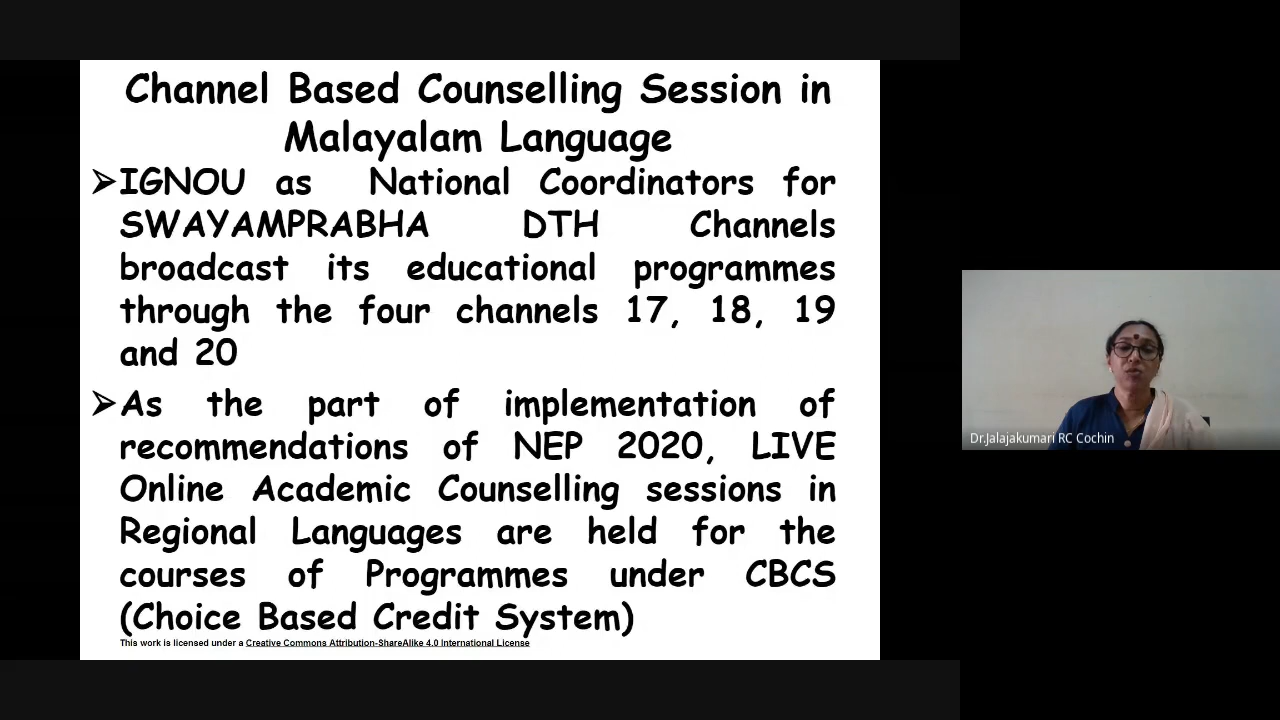 Channel Based Counselling Session in
Malayalam Language
➢IGNOU as National Coordinators for
SWAYAMPRABHA DTH Channels
broadcast its educational programmes
through the four channels 17, 18, 19
and 20
➢As the part of implementation of
recommendations of NEP 2020, LIVE
Online Academic Counselling sessions in
Regional Languages are held for the
courses of Programmes under CBCS
(Choice Based Credit System)
This work is licensed under a Creative Commons Attribution-ShareAlike 4.0 International License
Dr.Jalajakumari RC Cochin